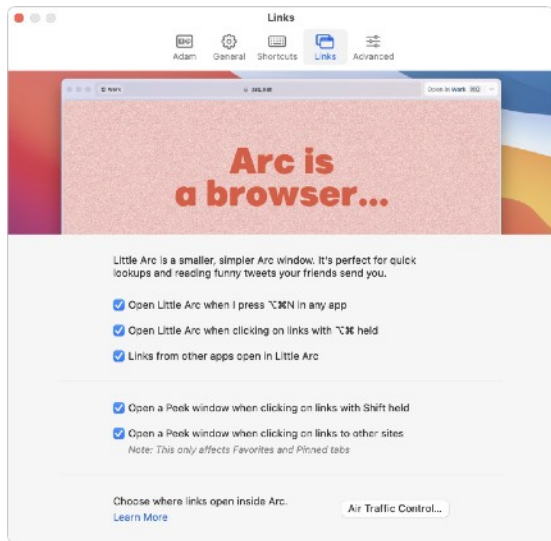 Links
Adam
General
Shortcuts
Links
Advanced
Work
arc.net
Open in Work ⌘O
Arc is
a browser...
Little Arc is a smaller, simpler Arc window. It's perfect for quick
lookups and reading funny tweets your friends send you.
Open Little Arc when I press ⌥⌘N in any app
Open Little Arc when clicking on links with ⌥⌘ held
Links from other apps open in Little Arc
Open a Peek window when clicking on links with Shift held
Open a Peek window when clicking on links to other sites
Note: This only affects Favorites and Pinned tabs
Choose where links open inside Arc.
Learn More
Air Traffic Control...